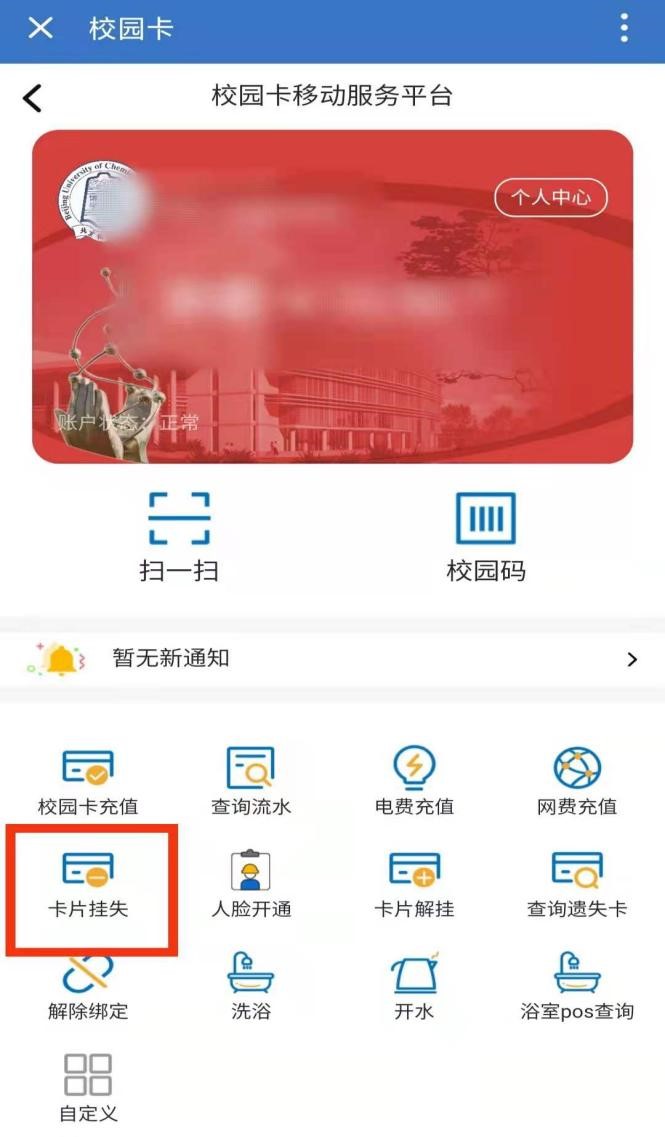 校园卡
校园卡移动服务平台
Beijing University of Chemi
个人中心
账户状态：正常
扫一扫
校园码
暂无新通知
校园卡充值 查询流水 电费充值 网费充值
卡片挂失 人脸开通 卡片解挂 查询遗失卡
解除绑定 洗浴 开水 浴室pos查询
自定义